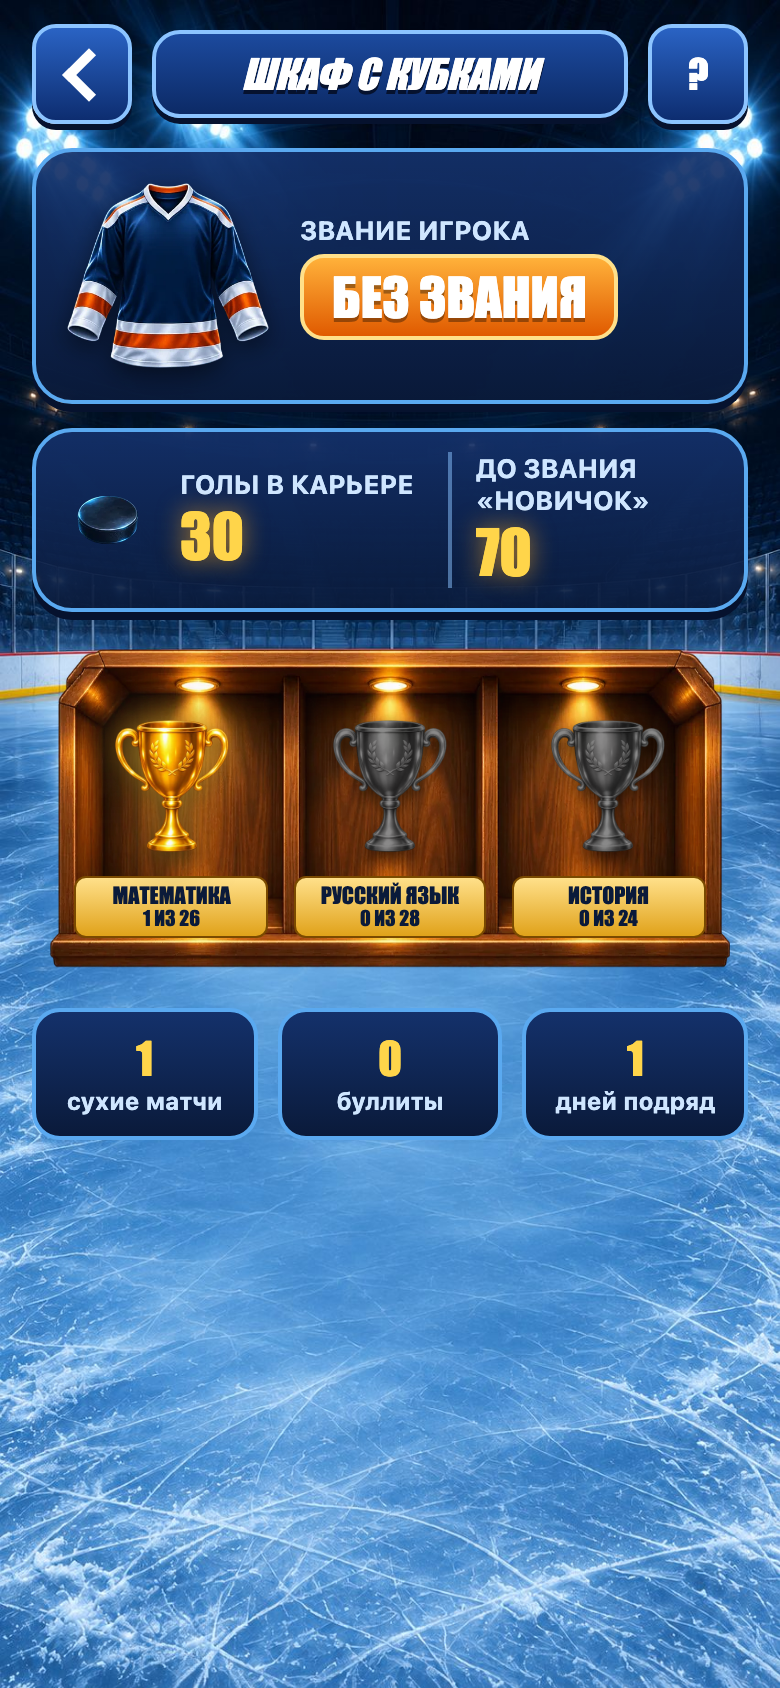 ШКАФ С КУБКАМИ
?
ЗВАНИЕ ИГРОКА
БЕЗ ЗВАНИЯ
ГОЛЫ В КАРЬЕРЕ
30
ДО ЗВАНИЯ
«НОВИЧОК»
70
МАТЕМАТИКА
1 ИЗ 26
РУССКИЙ ЯЗЫК
0 ИЗ 28
ИСТОРИЯ
0 ИЗ 24
1
сухие матчи
0
буллиты
1
дней подряд